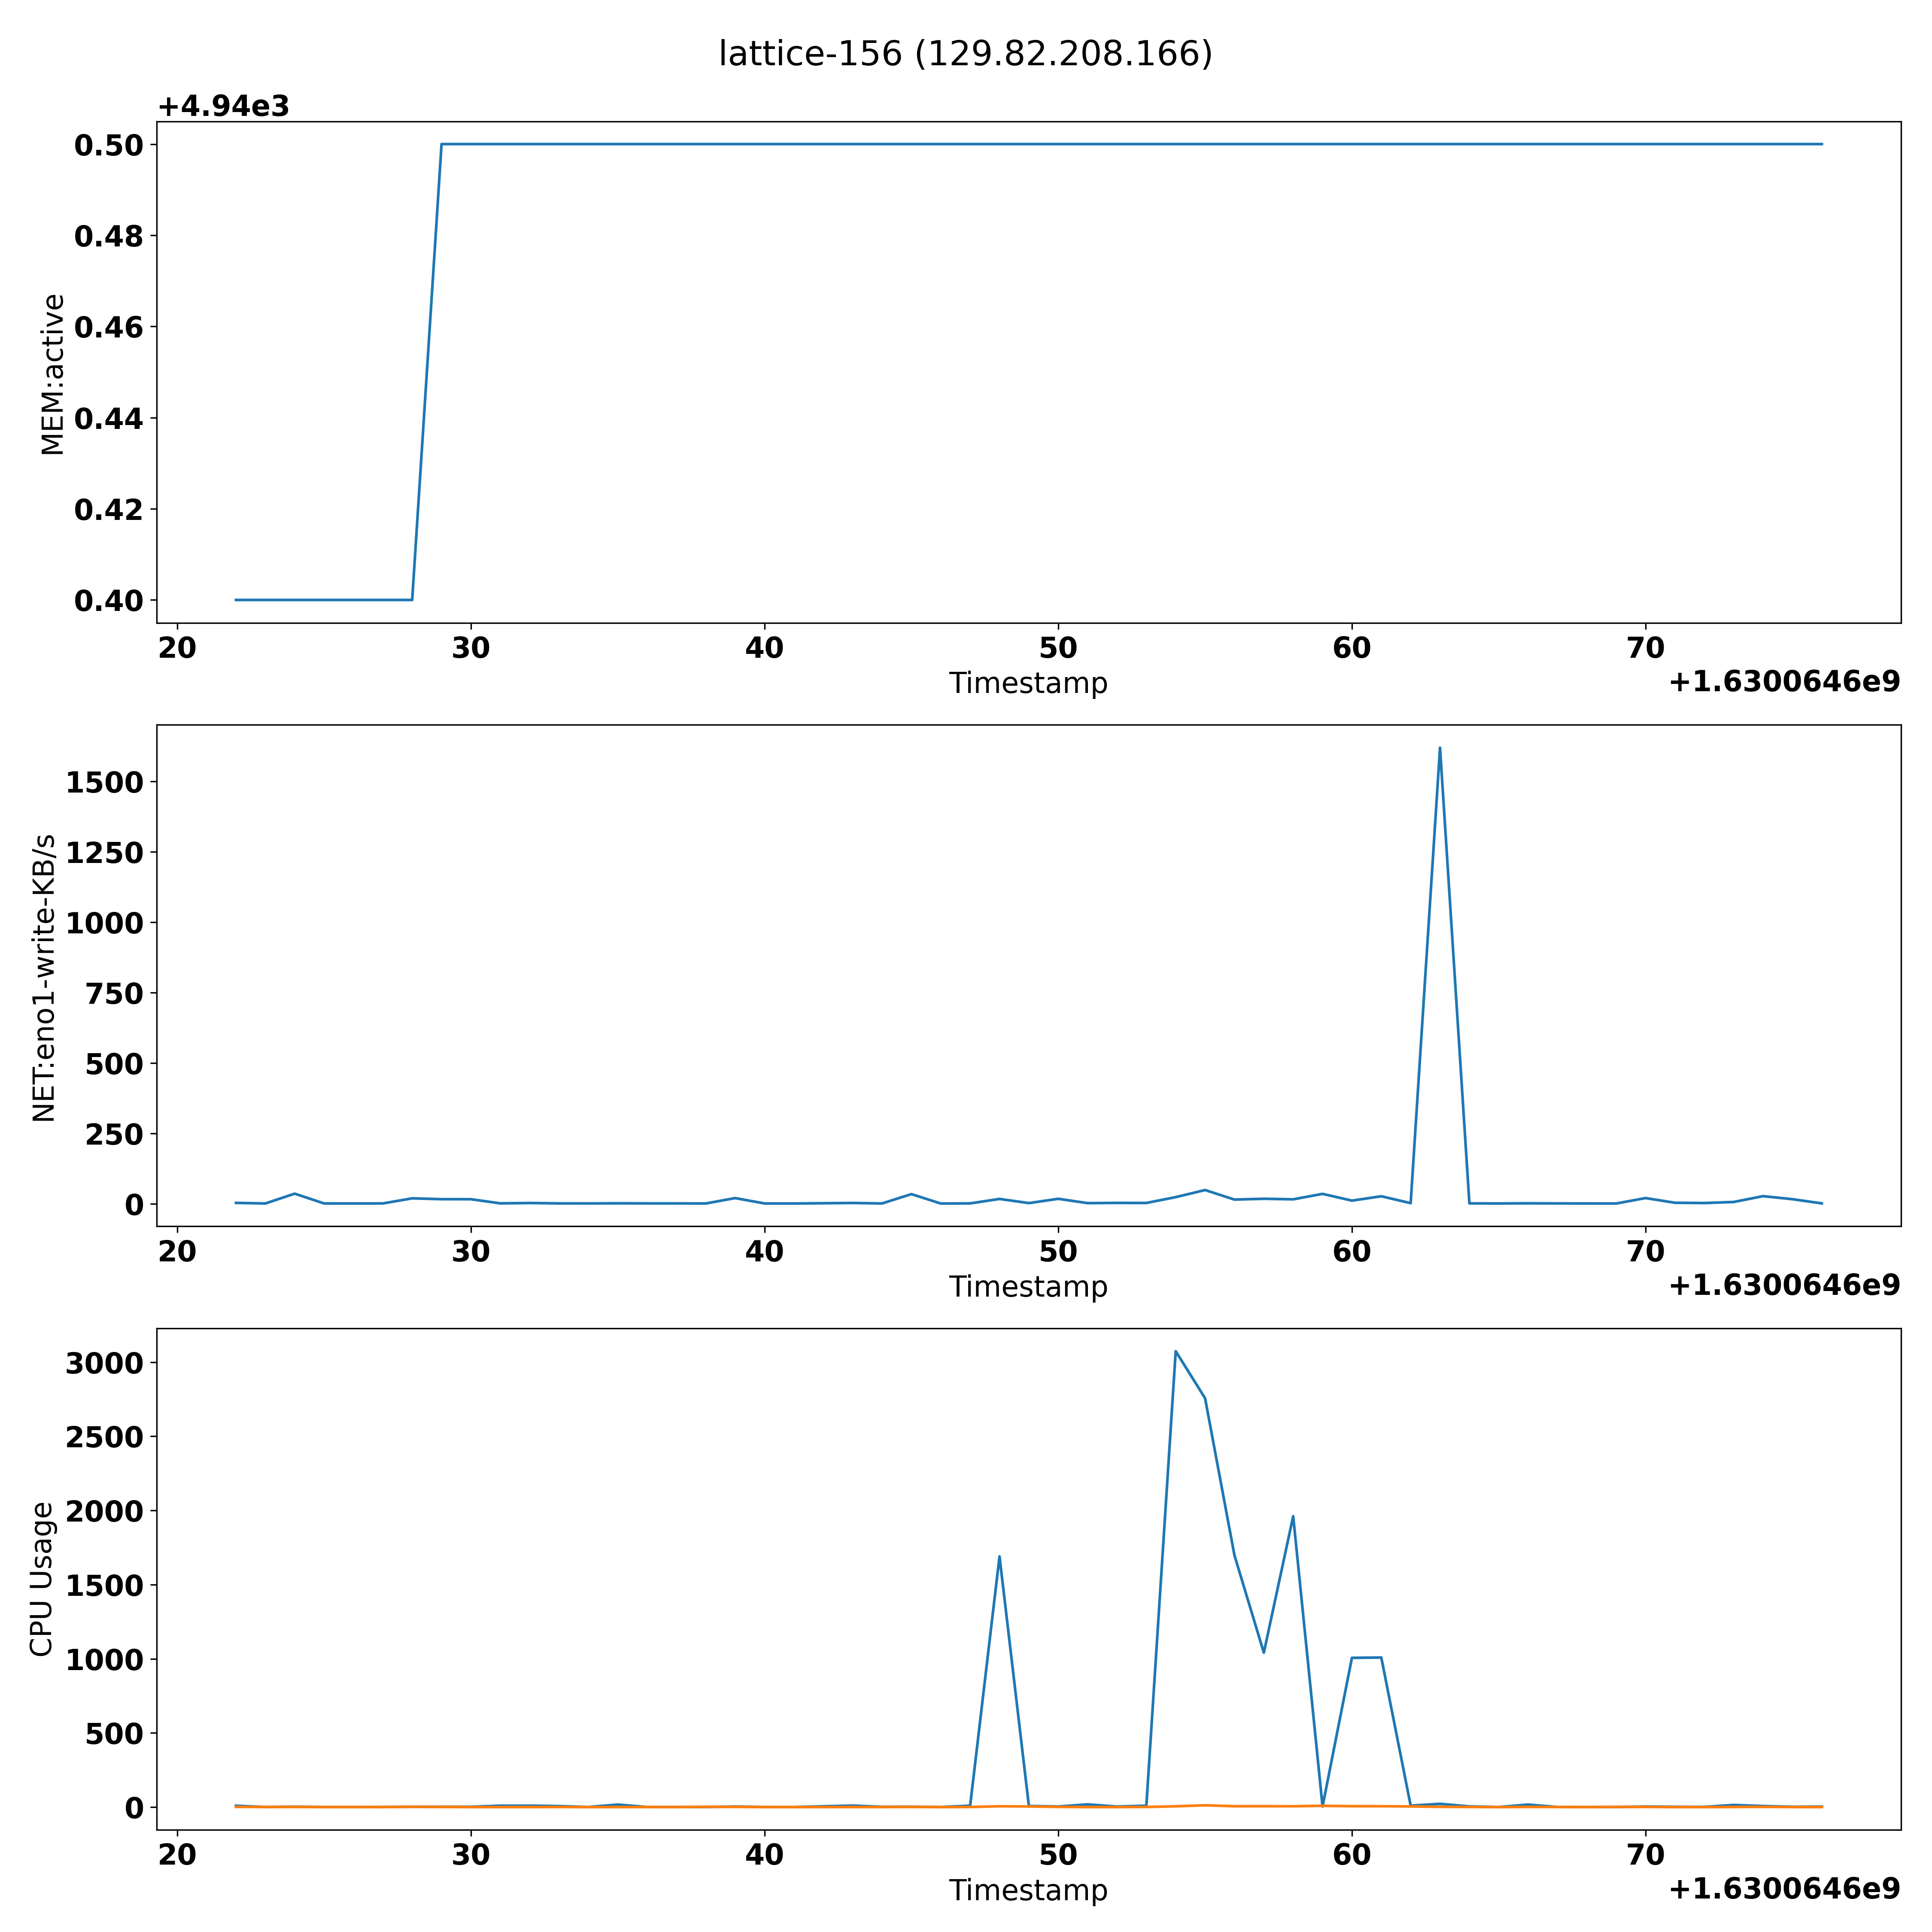 lattice-156 (129.82.208.166)
+4.94e3
0.50
0.48
0.46
0.44
0.42
0.40
MEM:active
20 30 40 50 60 70
Timestamp
+1.6300646e9
1500
1250
1000
750
500
250
0
NET:eno1-write-KB/s
20 30 40 50 60 70
Timestamp
+1.6300646e9
3000
2500
2000
1500
1000
500
0
CPU Usage
20 30 40 50 60 70
Timestamp
+1.6300646e9